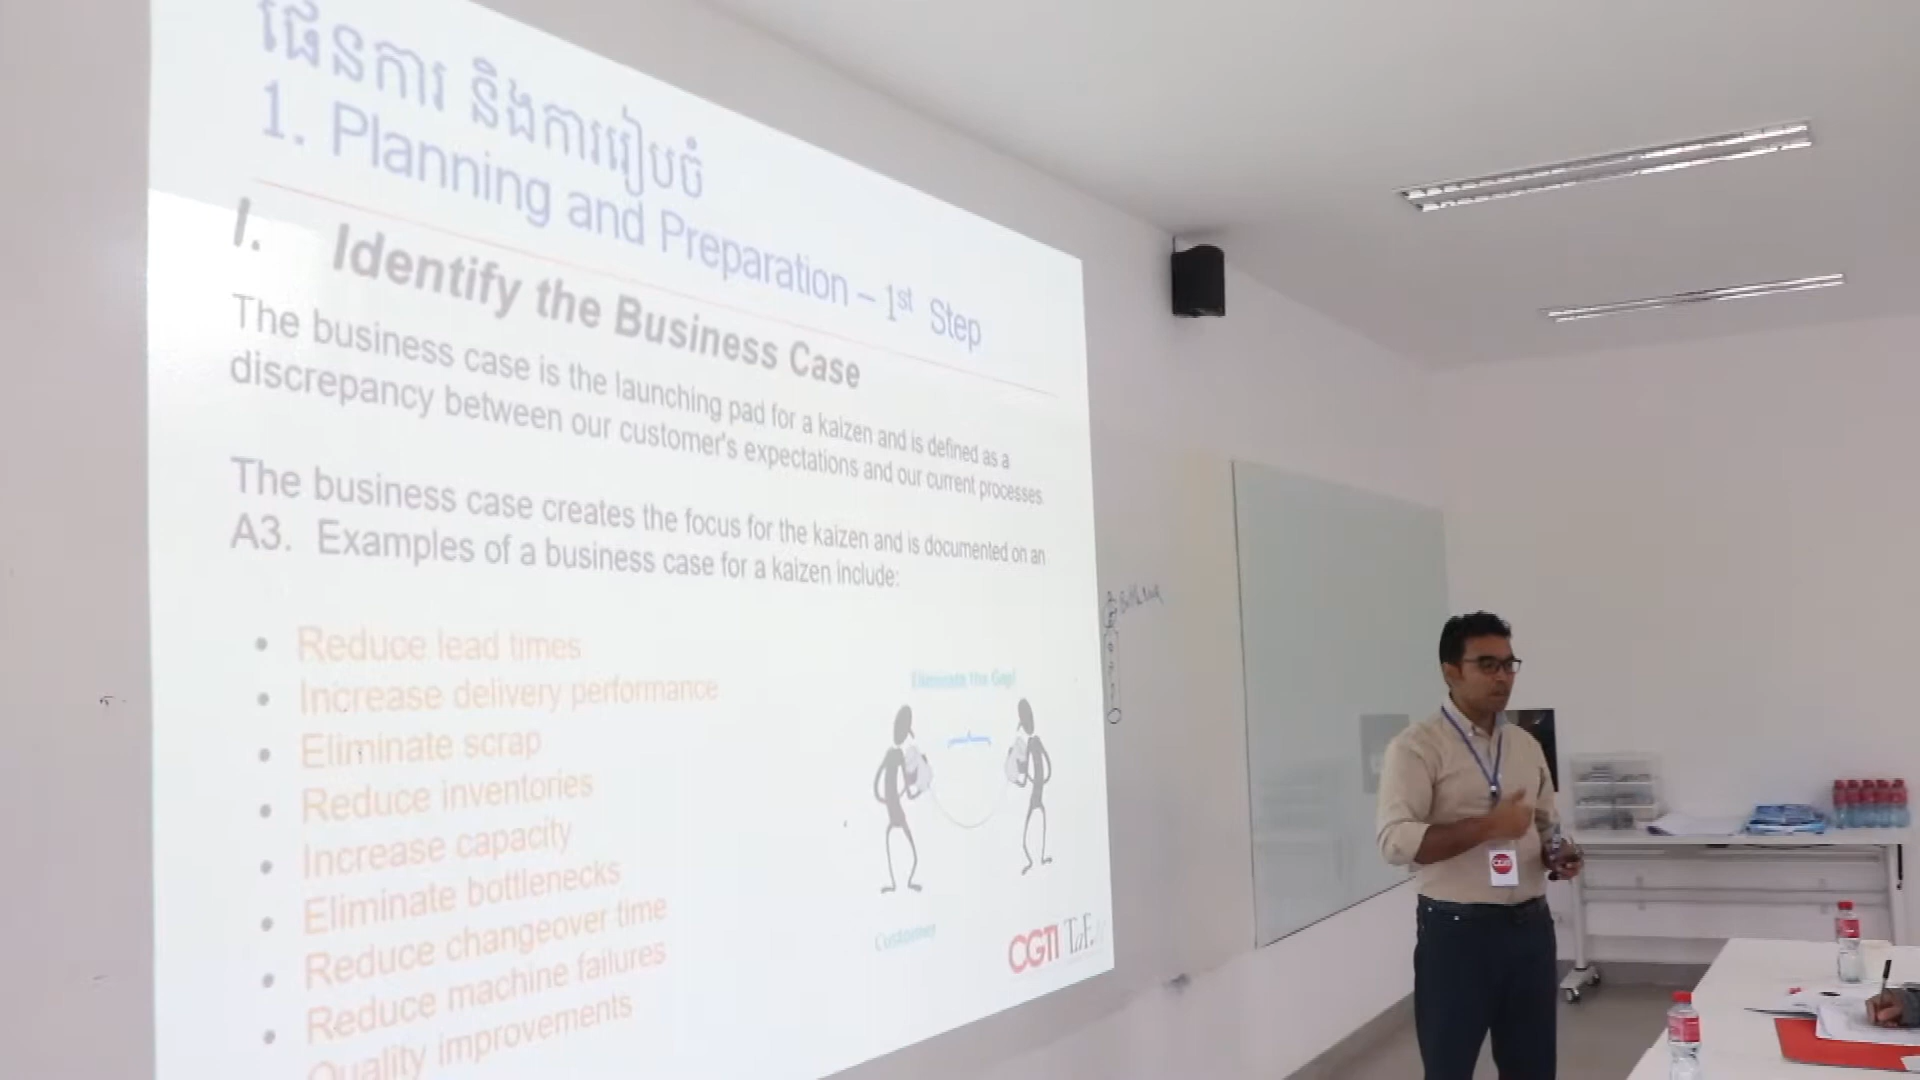 ផែនការ និងការរៀបចំ
1. Planning and Preparation – 1st Step
I. Identify the Business Case
The business case is the launching pad for a kaizen and is defined as a
discrepancy between our customer's expectations and our current processes.
The business case creates the focus for the kaizen and is documented on an
A3. Examples of a business case for a kaizen include:
• Reduce lead times
• Increase delivery performance
• Eliminate scrap
• Reduce inventories
• Increase capacity
• Eliminate bottlenecks
• Reduce changeover time
• Reduce machine failures
Quality improvements
Eliminate the Gap!
Customer
CGTI